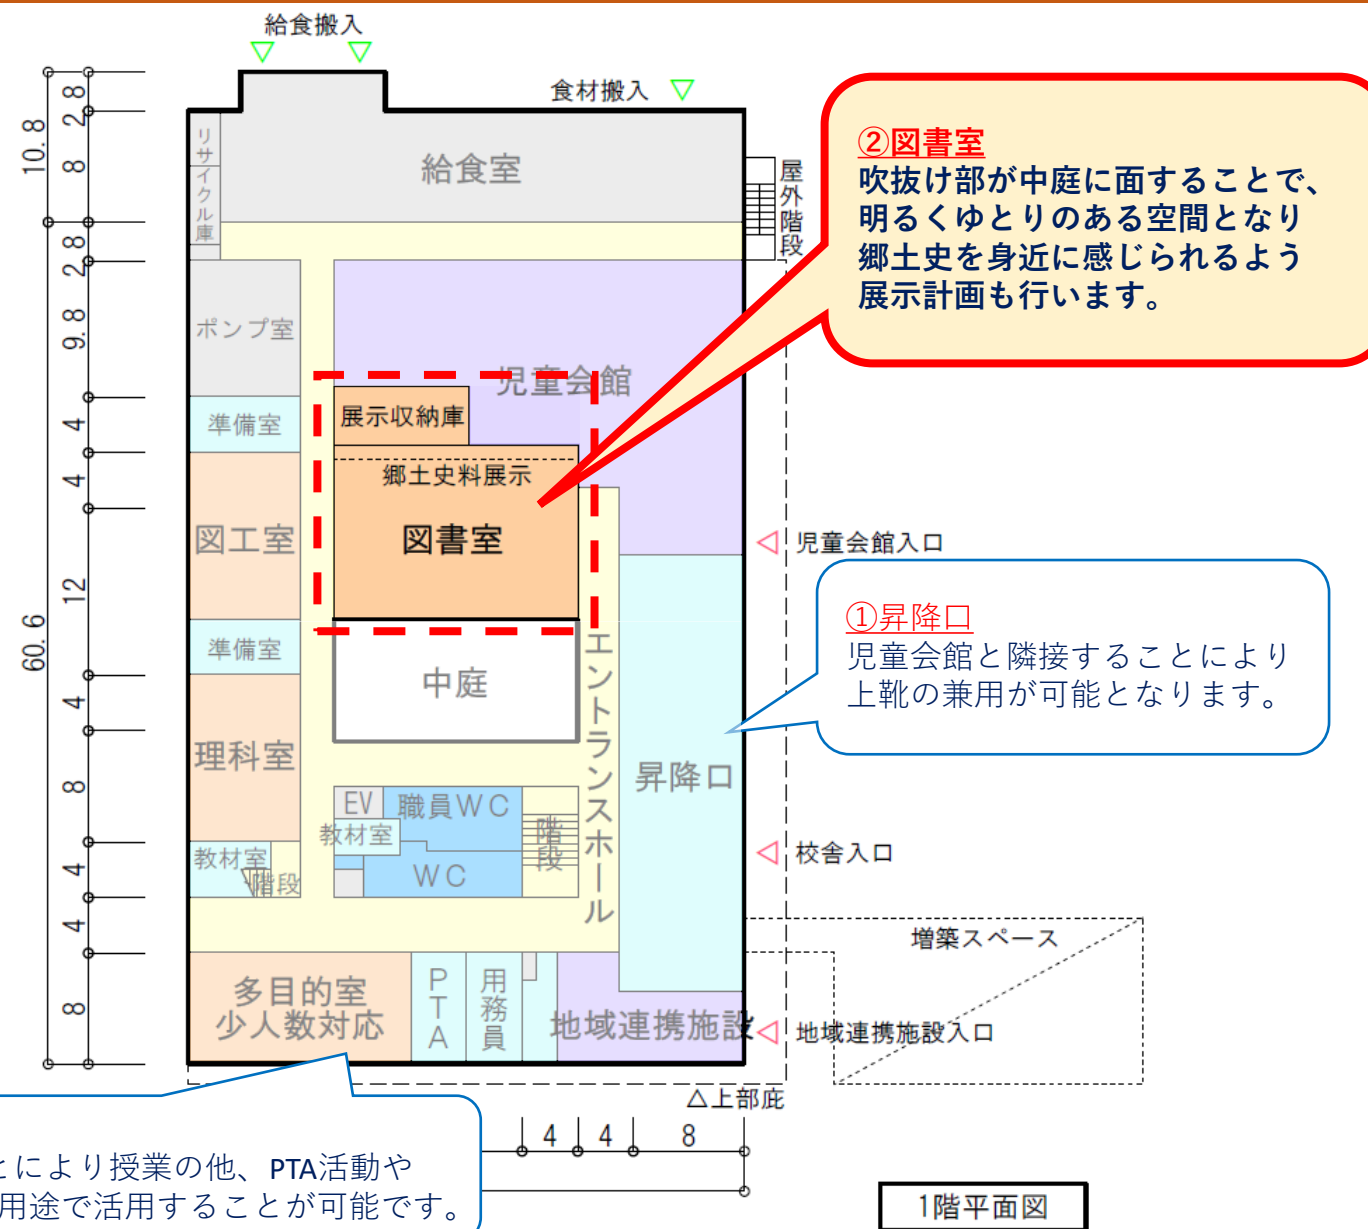 給食搬入
食材搬入
10.8
2.8
8
60.6
2.8
9.8
4
4
12
4
8
4
4
8
リサイクル庫
給食室
屋外階段
②図書室
吹抜け部が中庭に面することで、
明るくゆとりのある空間となり
郷土史を身近に感じられるよう
展示計画も行います。
ポンプ室
児童会館
準備室
展示収納庫
郷土史料展示
図工室
図書室
児童会館入口
①昇降口
児童会館と隣接することにより
上靴の兼用が可能となります。
準備室
中庭
エントランスホール
理科室
昇降口
EV
職員WC
教材室
階段
WC
教材室
階段
校舎入口
増築スペース
多目的室
少人数対応
PTA
用務員
地域連携施設
地域連携施設入口
△上部庇
4
4
8
とにより授業の他、PTA活動や
用途で活用することが可能です。
1階平面図